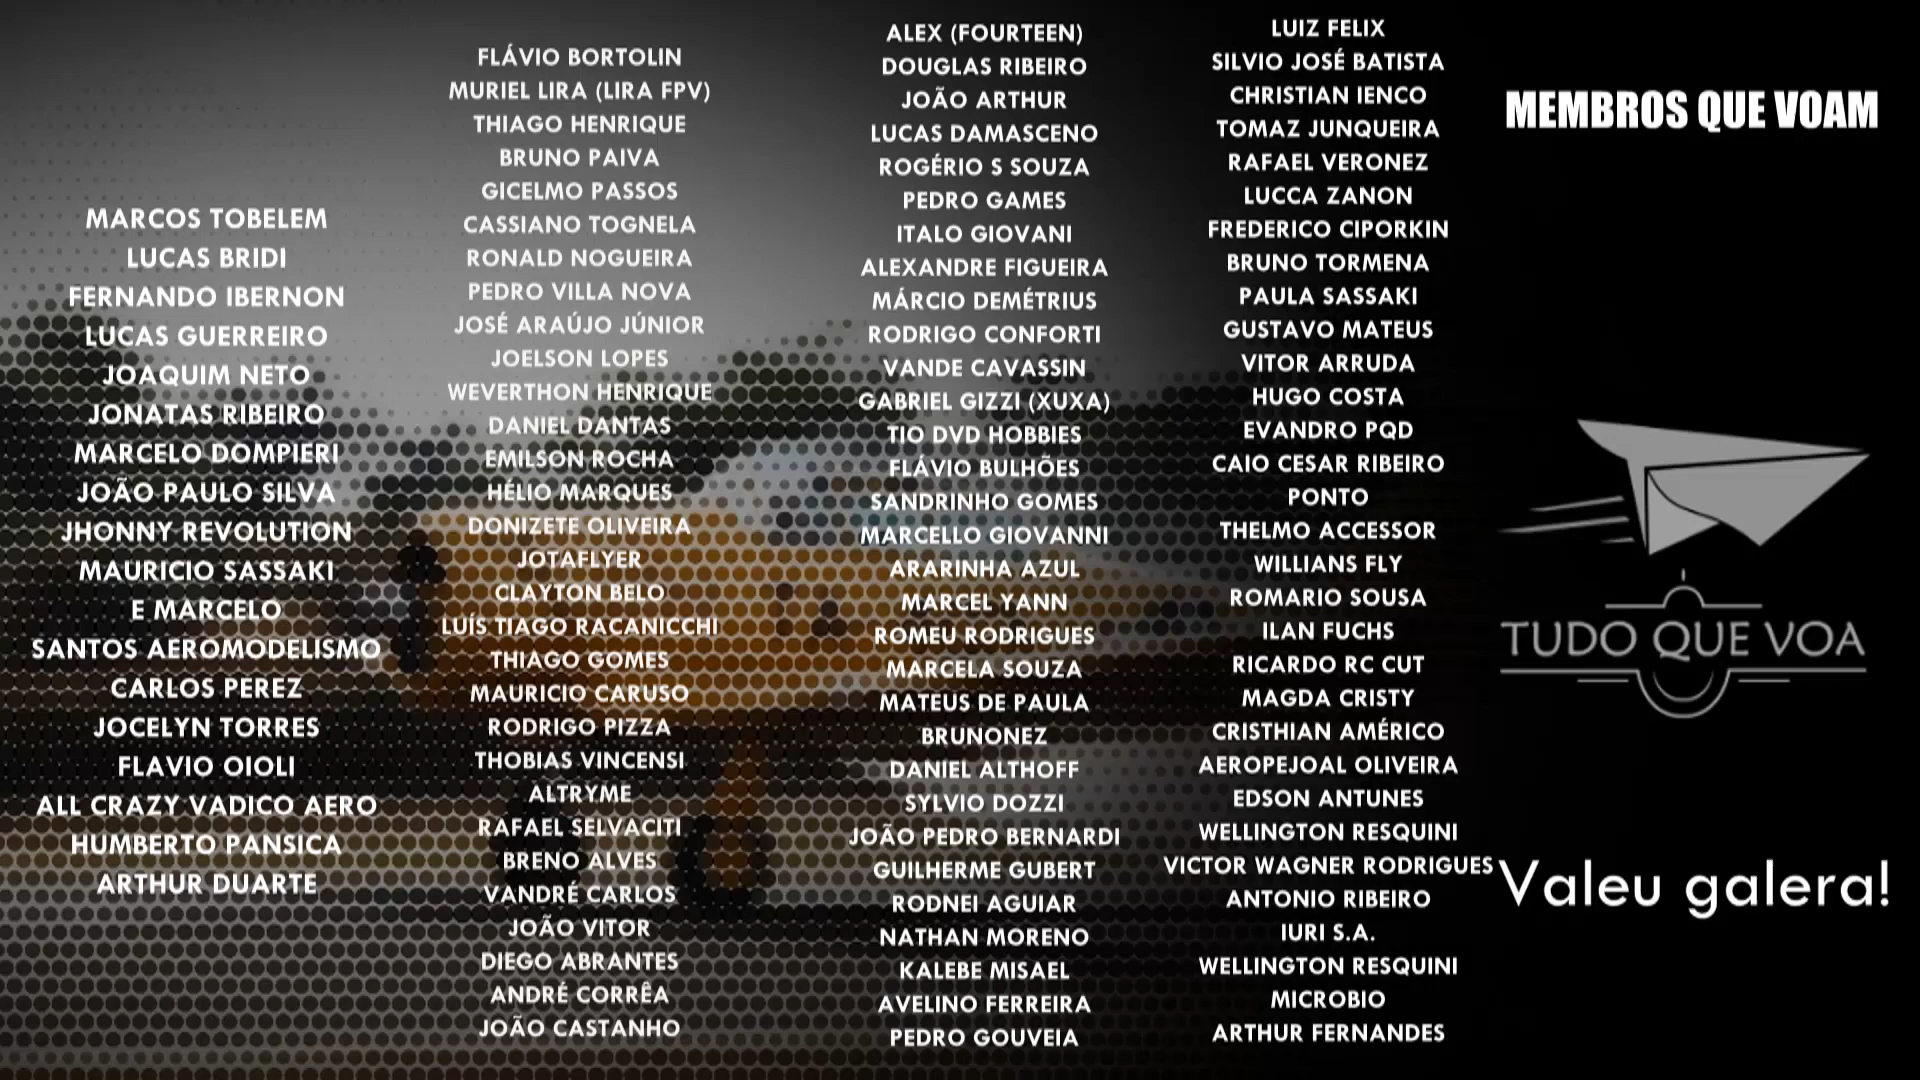 MARCOS TOBELEM
LUCAS BRIDI
FERNANDO IBERNON
LUCAS GUERREIRO
JOAQUIM NETO
JONATAS RIBEIRO
MARCELO DOMPIERI
JOÃO PAULO SILVA
JHONNY REVOLUTION
MAURICIO SASSAKI
E MARCELO
SANTOS AEROMODELISMO
CARLOS PEREZ
JOCELYN TORRES
FLAVIO OIOLI
ALL CRAZY VADICO AERO
HUMBERTO PANSICA
ARTHUR DUARTE
FLÁVIO BORTOLIN
MURIEL LIRA (LIRA FPV)
THIAGO HENRIQUE
BRUNO PAIVA
GICELMO PASSOS
CASSIANO TOGNELA
RONALD NOGUEIRA
PEDRO VILLA NOVA
JOSÉ ARAÚJO JÚNIOR
JOELSON LOPES
WEVERTHON HENRIQUE
DANIEL DANTAS
EMILSON ROCHA
HÉLIO MARQUES
DONIZETE OLIVEIRA
JOTAFLYER
CLAYTON BELO
LUÍS TIAGO RACANICCHI
THIAGO GOMES
MAURICIO CARUSO
RODRIGO PIZZA
THOBIAS VINCENSI
ALTRYME
RAFAEL SELVACITI
BRENO ALVES
VANDRÉ CARLOS
JOÃO VITOR
DIEGO ABRANTES
ANDRÉ CORRÊA
JOÃO CASTANHO
ALEX (FOURTEEN)
DOUGLAS RIBEIRO
JOÃO ARTHUR
LUCAS DAMASCENO
ROGÉRIO S SOUZA
PEDRO GAMES
ITALO GIOVANI
ALEXANDRE FIGUEIRA
MÁRCIO DEMÉTRIUS
RODRIGO CONFORTI
VANDE CAVASSIN
GABRIEL GIZZI (XUXA)
TIO DVD HOBBIES
FLÁVIO BULHÕES
SANDRINHO GOMES
MARCELLO GIOVANNI
ARARINHA AZUL
MARCEL YANN
ROMEU RODRIGUES
MARCELA SOUZA
MATEUS DE PAULA
BRUNONEZ
DANIEL ALTHOFF
SYLVIO DOZZI
JOÃO PEDRO BERNARDI
GUILHERME GUBERT
RODNEI AGUIAR
NATHAN MORENO
KALEBE MISAEL
AVELINO FERREIRA
PEDRO GOUVEIA
LUIZ FELIX
SILVIO JOSÉ BATISTA
CHRISTIAN IENCO
TOMAZ JUNQUEIRA
RAFAEL VERONEZ
LUCCA ZANON
FREDERICO CIPORKIN
BRUNO TORMENA
PAULA SASSAKI
GUSTAVO MATEUS
VITOR ARRUDA
HUGO COSTA
EVANDRO PQD
CAIO CESAR RIBEIRO
PONTO
THELMO ACCESSOR
WILLIANS FLY
ROMARIO SOUSA
ILAN FUCHS
RICARDO RC CUT
MAGDA CRISTY
CRISTHIAN AMÉRICO
AEROPEJOAL OLIVEIRA
EDSON ANTUNES
WELLINGTON RESQUINI
VICTOR WAGNER RODRIGUES
ANTONIO RIBEIRO
IURI S.A.
WELLINGTON RESQUINI
MICROBIO
ARTHUR FERNANDES
MEMBROS QUE VOAM
TUDO QUE VOA
Valeu galera!